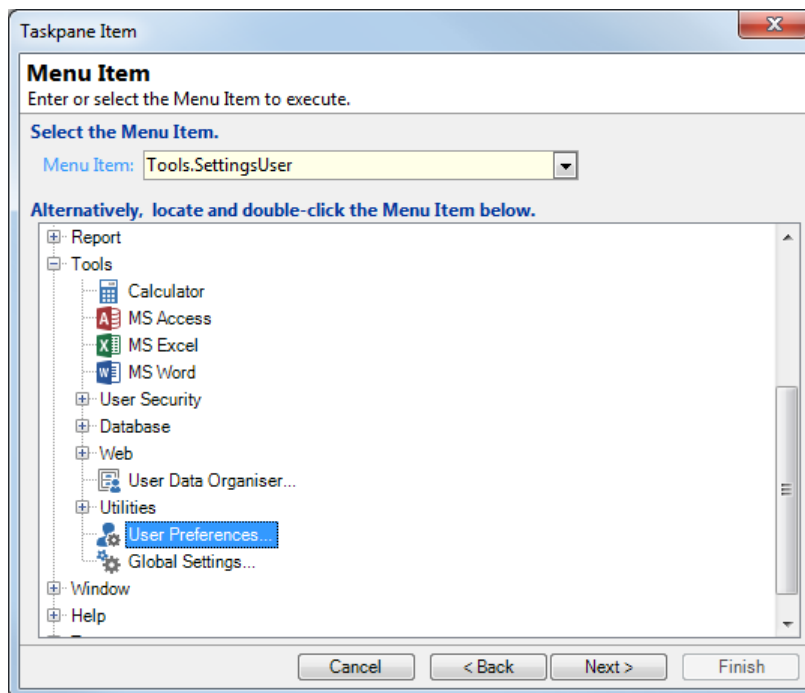 Taskpane Item
Menu Item
Enter or select the Menu Item to execute.
Select the Menu Item.
Menu Item: Tools.SettingsUser
Alternatively, locate and double-click the Menu Item below.
Report
Tools
Calculator
MS Access
MS Excel
MS Word
User Security
Database
Web
User Data Organiser...
Utilities
User Preferences...
Global Settings...
Window
Help
Cancel < Back Next > Finish